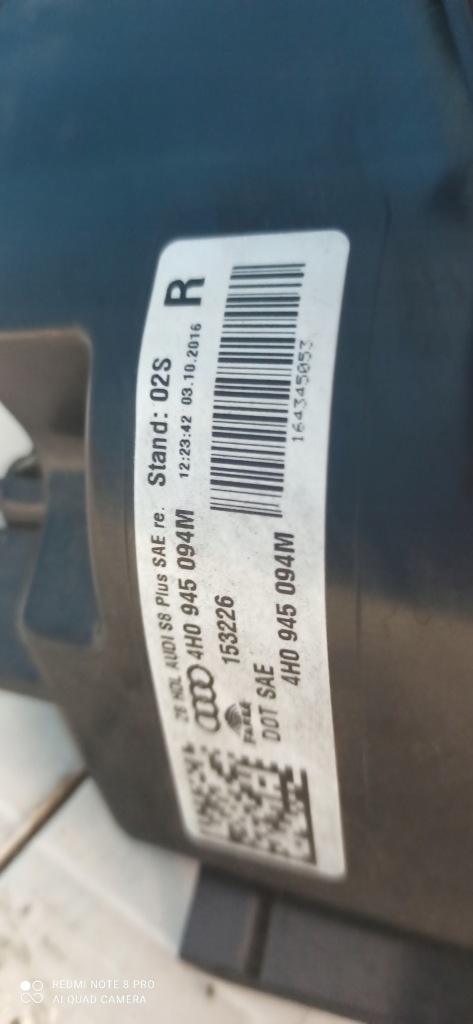 28 HDL AUDI S8 Plus SAE re.
Stand: 02S
R
4H0 945 094M
12:23:42 03.10.2016
153226
164345053
DOT SAE
4H0 945 094M
REDMI NOTE 8 PRO
AI QUAD CAMERA